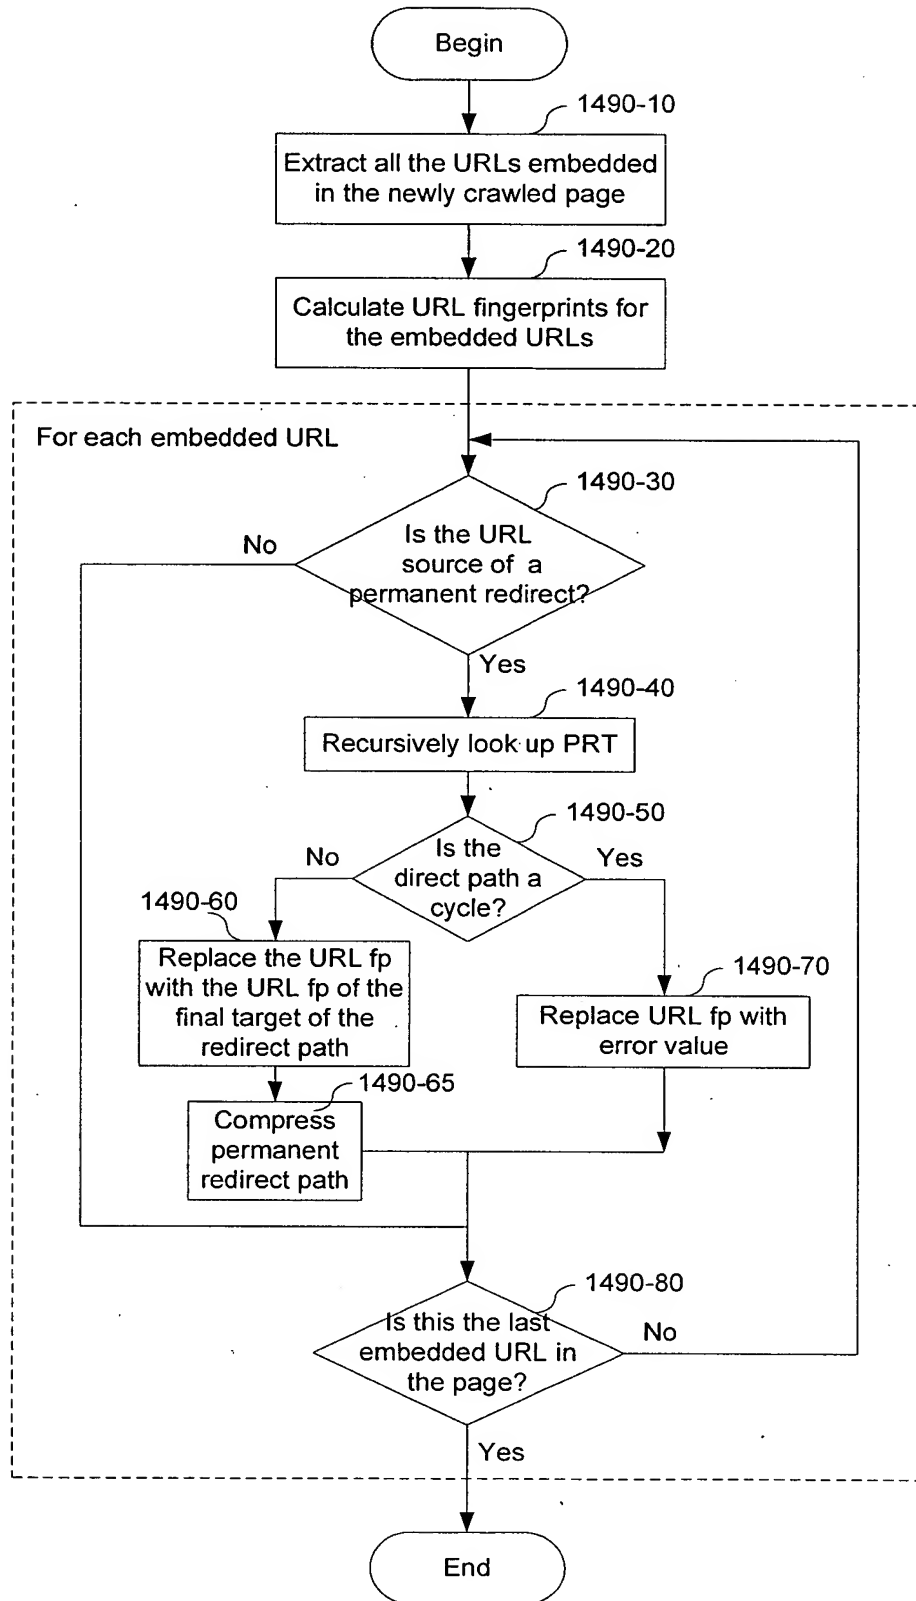 Begin
1490-10
Extract all the URLs embedded
in the newly crawled page
1490-20
Calculate URL fingerprints for
the embedded URLs
For each embedded URL
1490-30
Is the URL
source of a
permanent redirect?
No
Yes
1490-40
Recursively look up PRT
1490-50
Is the
direct path a
cycle?
No
Yes
1490-60
Replace the URL fp
with the URL fp of the
final target of the
redirect path
1490-70
Replace URL fp with
error value
1490-65
Compress
permanent
redirect path
1490-80
Is this the last
embedded URL in
the page?
No
Yes
End